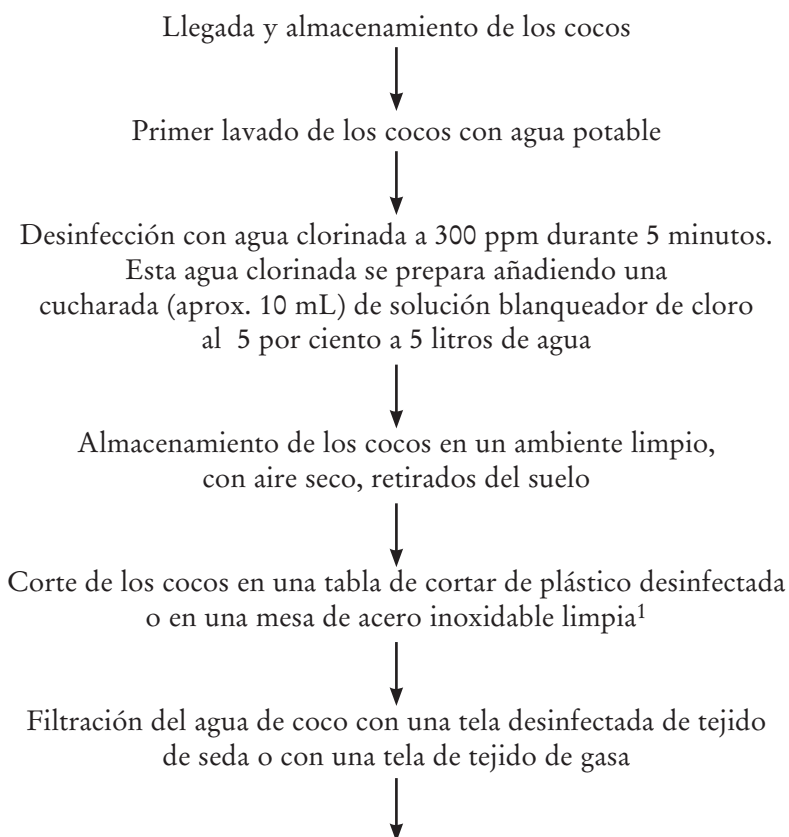 Llegada y almacenamiento de los cocos
Primer lavado de los cocos con agua potable
Desinfección con agua clorinada a 300 ppm durante 5 minutos.
Esta agua clorinada se prepara añadiendo una
cucharada (aprox. 10 mL) de solución blanqueador de cloro
al 5 por ciento a 5 litros de agua
Almacenamiento de los cocos en un ambiente limpio,
con aire seco, retirados del suelo
Corte de los cocos en una tabla de cortar de plástico desinfectada
o en una mesa de acero inoxidable limpia¹
Filtración del agua de coco con una tela desinfectada de tejido
de seda o con una tela de tejido de gasa